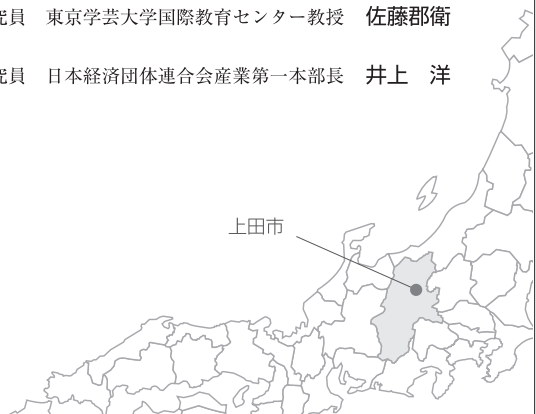 員　東京学芸大学国際教育センター教授　佐藤郡衛
員　日本経済団体連合会産業第一本部長　井上　洋
上田市